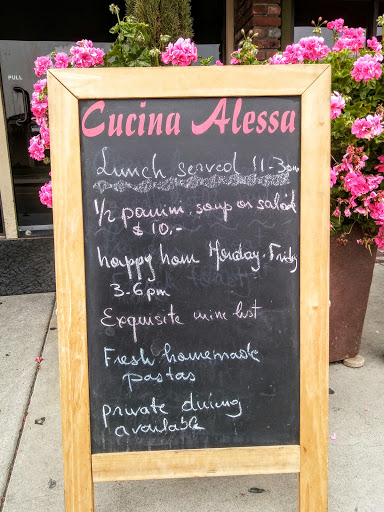 PULL
Cucina Alessa
Lunch served 11-3pm
1/2 panini, soup or salad
$ 10,-
happy hour Monday-Friday
3-6pm
Exquisite wine list
Fresh homemade
pastas
private dining
available